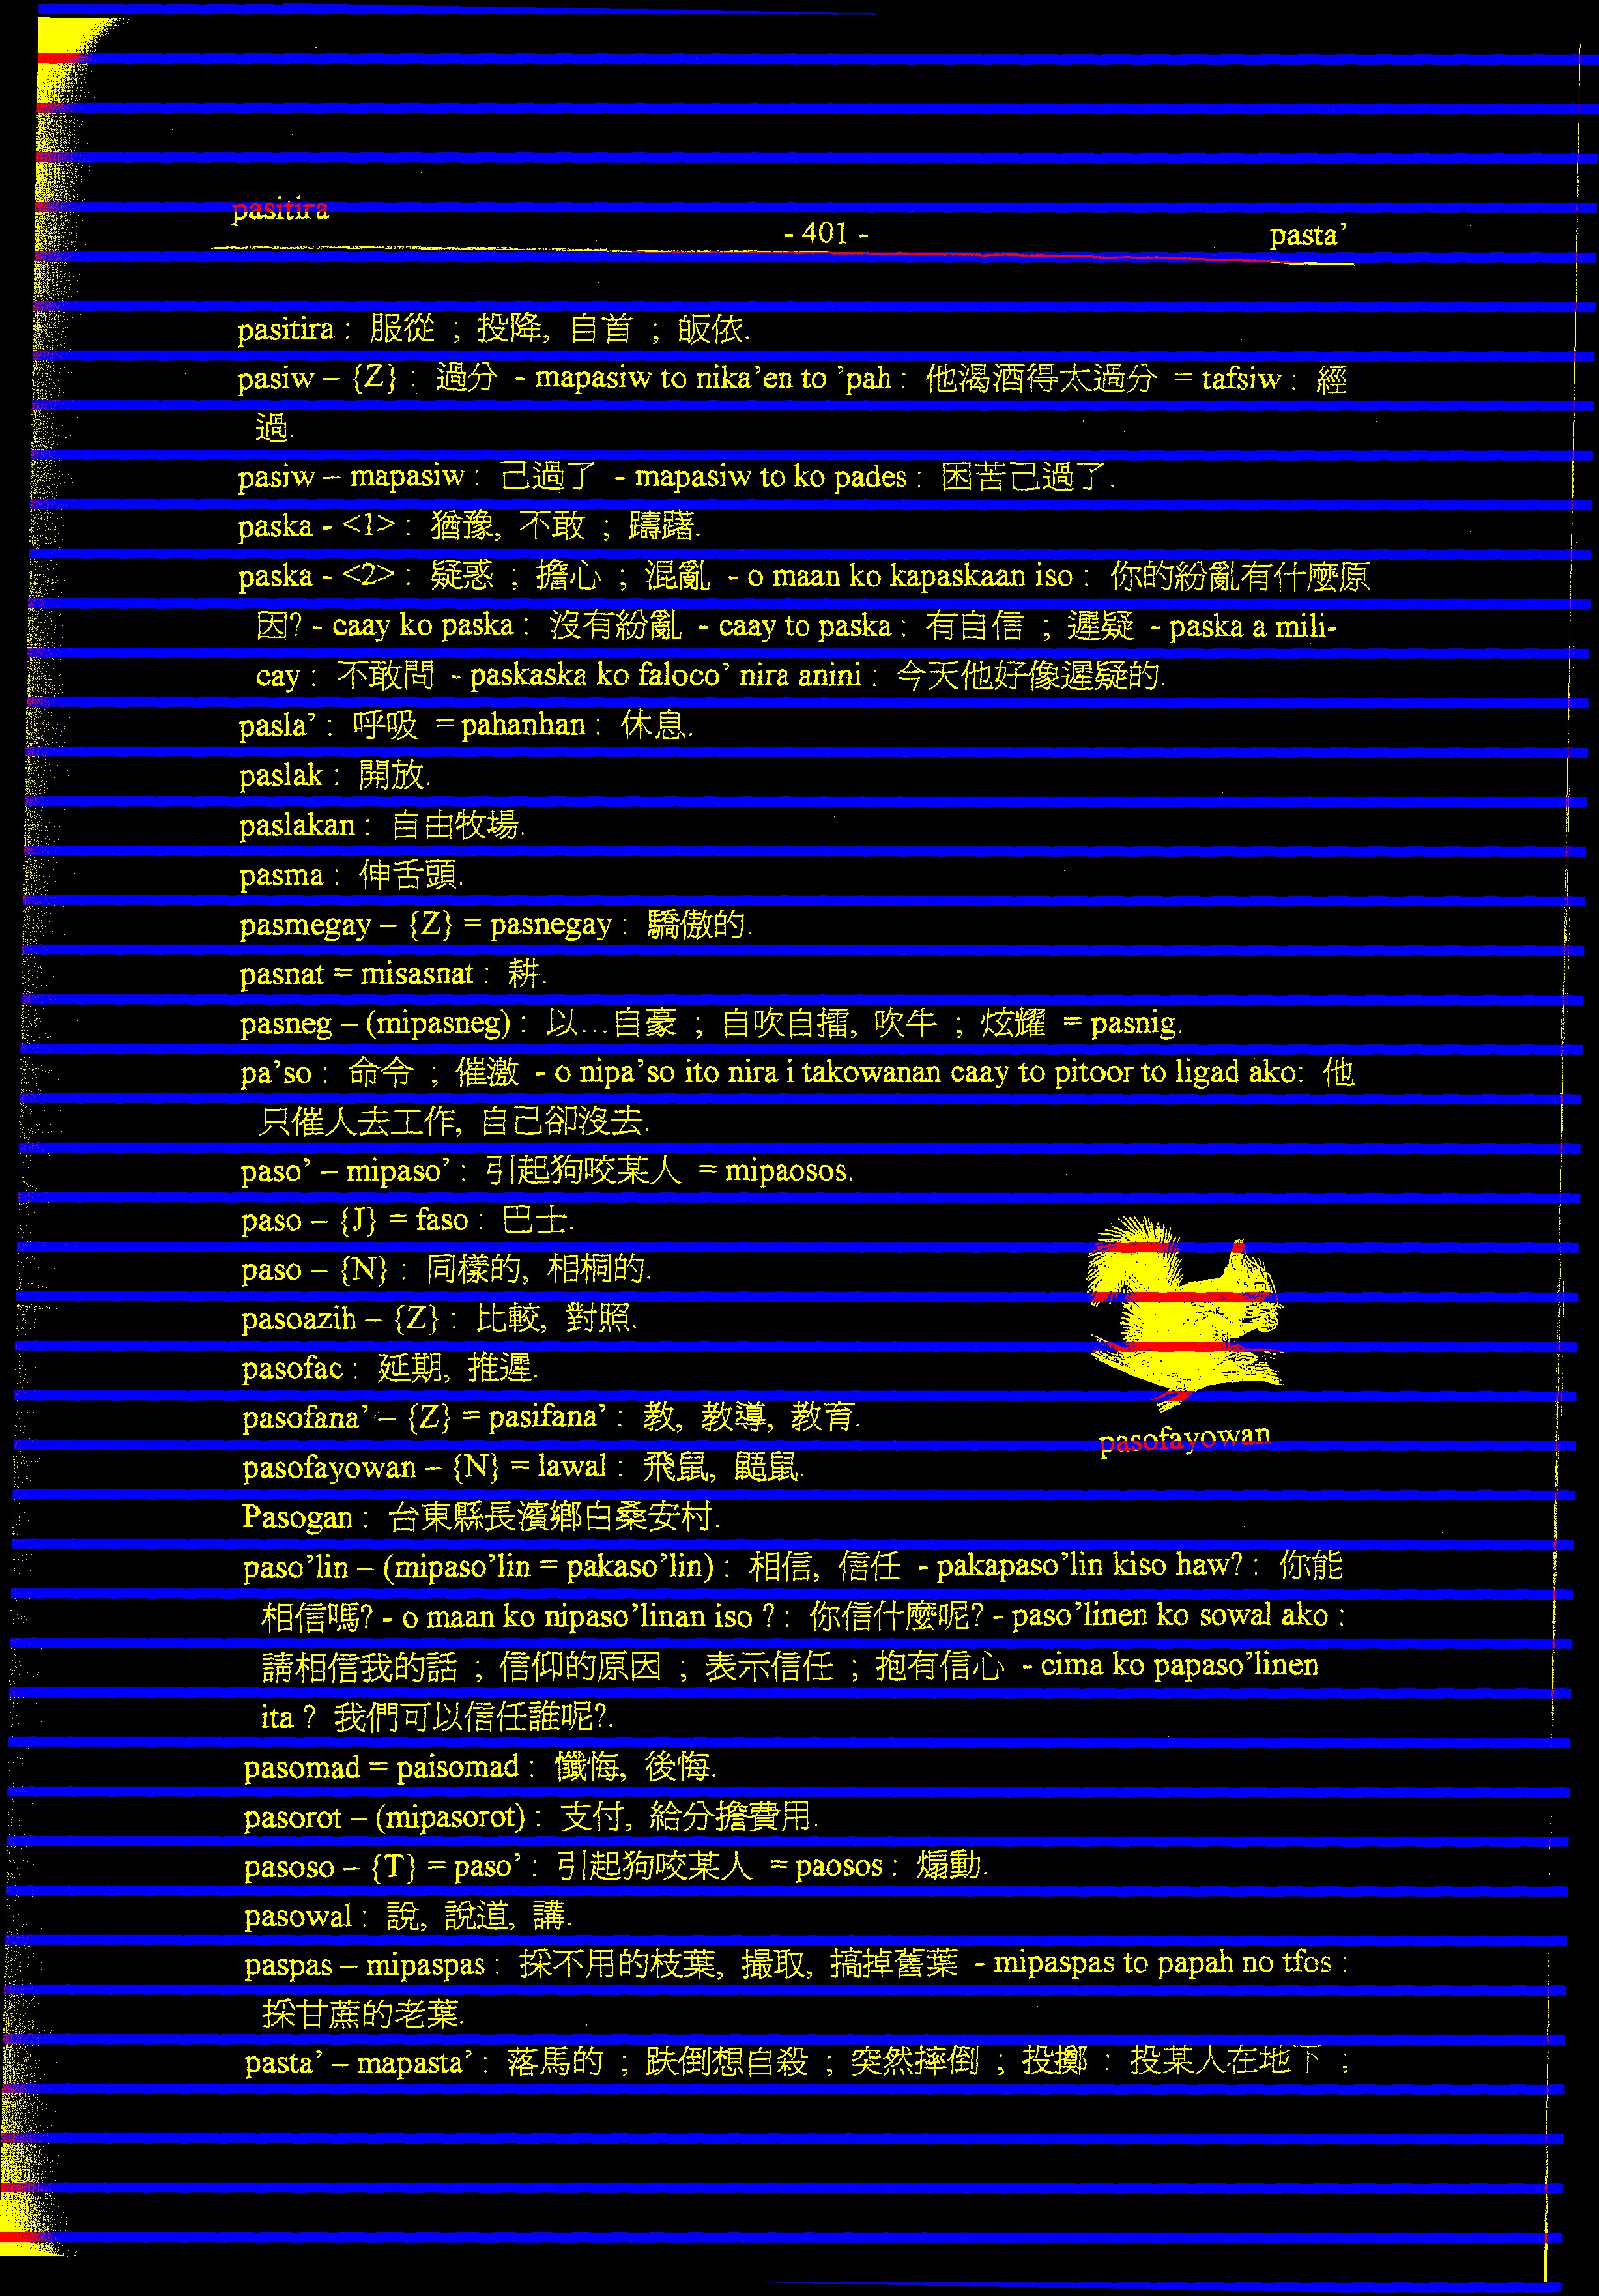 pasitira
- 401 -
pasta’
pasitira : 服從 ; 投降, 自首 ; 皈依.
pasiw – {Z} : 過分 - mapasiw to nika’en to ’pah : 他渴酒得太過分 = tafsiw : 經
過.
pasiw – mapasiw : 己過了 - mapasiw to ko pades : 困苦己過了.
paska - <1> : 猶豫, 不敢 ; 躊躇.
paska - <2> : 疑惑 ; 擔心 ; 混亂 - o maan ko kapaskaan iso : 你的紛亂有什麼原
因? - caay ko paska : 沒有紛亂 - caay to paska : 有自信 ; 遲疑 - paska a mili-
cay : 不敢問 - paskaska ko faloco’ nira anini : 今天他好像遲疑的.
pasla’ : 呼吸 = pahanhan : 休息.
paslak : 開放.
paslakan : 自由牧場.
pasma : 伸舌頭.
pasmegay – {Z} = pasnegay : 驕傲的.
pasnat = misasnat : 耕.
pasneg – (mipasneg) : 以…自豪 ; 自吹自擂, 吹牛 ; 炫耀 = pasnig.
pa’so : 命令 ; 催激 - o nipa’so ito nira i takowanan caay to pitoor to ligad ako: 他
只催人去工作, 自己卻沒去.
paso’ – mipaso’ : 引起狗咬某人 = mipaosos.
paso – {J} = faso : 巴士.
paso – {N} : 同樣的, 相桐的.
pasoazih – {Z} : 比較, 對照.
pasofac : 延期, 推遲.
pasofana’ – {Z} = pasifana’ : 教, 教導, 教育.
pasofayowan
pasofayowan – {N} = lawal : 飛鼠, 鼯鼠.
Pasogan : 台東縣長濱鄉白桑安村.
paso’lin – (mipaso’lin = pakaso’lin) : 相信, 信任 - pakapaso’lin kiso haw? : 你能
相信嗎? - o maan ko nipaso’linan iso ? : 你信什麼呢? - paso’linen ko sowal ako :
請相信我的話 ; 信仰的原因 ; 表示信任 ; 抱有信心 - cima ko papaso’linen
ita ? 我們可以信任誰呢?.
pasomad = paisomad : 懺悔, 後悔.
pasorot – (mipasorot) : 支付, 給分擔費用.
pasoso – {T} = paso’ : 引起狗咬某人 = paosos : 煽動.
pasowal : 說, 說道, 講.
paspas – mipaspas : 採不用的枝葉, 撮取, 搞掉舊葉 - mipaspas to papah no tfos :
採甘蔗的老葉.
pasta’ – mapasta’ : 落馬的 ; 跌倒想自殺 ; 突然摔倒 ; 投擲 : 投某人在地下 ;